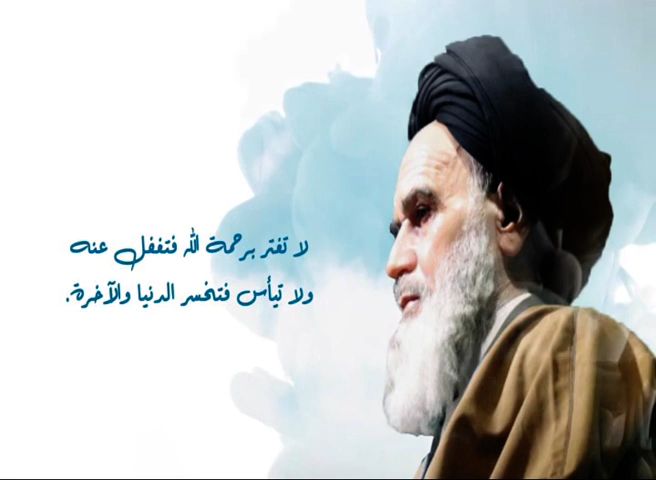 لا تغتر برحمة الله فتغفل عنه
ولا تيأس فتخسر الدنيا والآخرة.